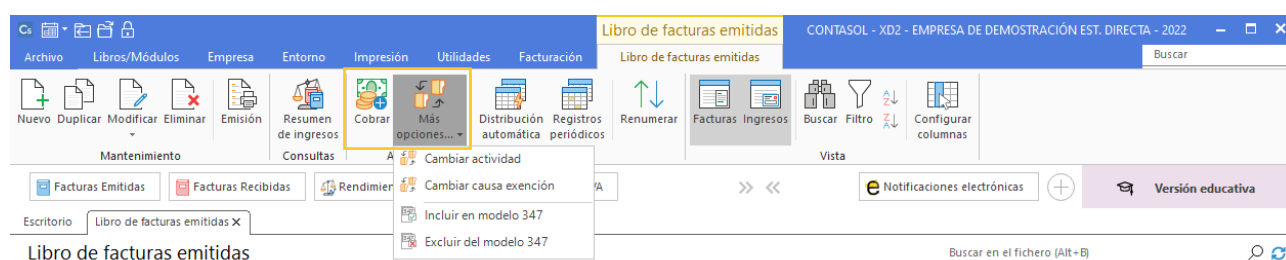 Cs
Libro de facturas emitidas
CONTASOL - XD2 - EMPRESA DE DEMOSTRACIÓN EST. DIRECTA - 2022
Archivo Libros/Módulos Empresa Entorno Impresión Utilidades Facturación Libro de facturas emitidas Buscar
Nuevo Duplicar Modificar Eliminar Emisión Resumen de ingresos Cobrar Más opciones... Distribución automática Registros periódicos Renumerar Facturas Ingresos Buscar Filtro Configurar columnas
Mantenimiento Consultas A Vista
Cambiar actividad
Facturas Emitidas Facturas Recibidas Rendimien Cambiar causa exención /A Notificaciones electrónicas Versión educativa
Incluir en modelo 347
Escritorio Libro de facturas emitidas X
Excluir del modelo 347
Libro de facturas emitidas Buscar en el fichero (Alt+B)